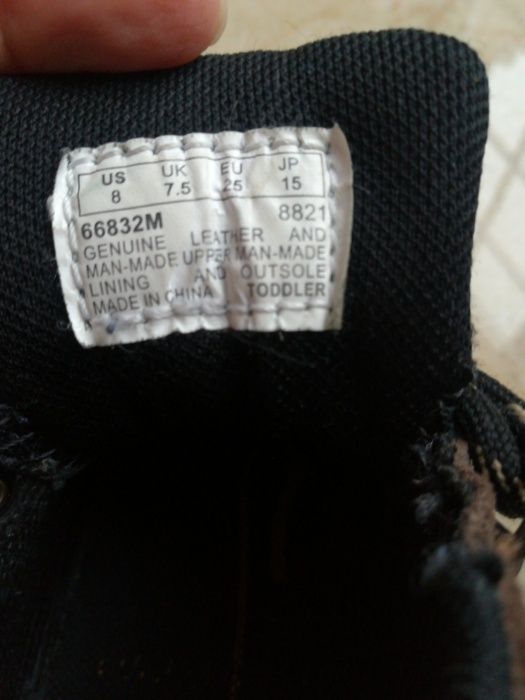 US UK EU JP
8 7.5 25 15
66832M 8821
GENUINE LEATHER AND
MAN-MADE UPPER MAN-MADE
LINING AND OUTSOLE
MADE IN CHINA TODDLER